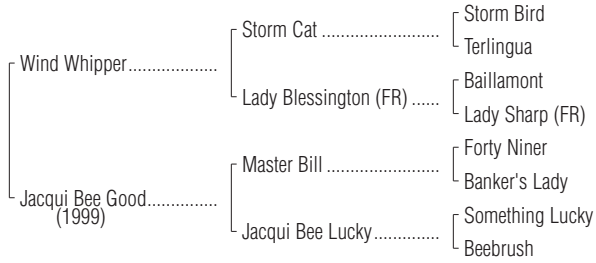 Storm Bird
Storm Cat ..........................
Terlingua
Wind Whipper....................
Baillamont
Lady Blessington (FR) ......
Lady Sharp (FR)
Forty Niner
Master Bill .........................
Banker's Lady
Jacqui Bee Good...............
(1999)
Something Lucky
Jacqui Bee Lucky..............
Beebrush